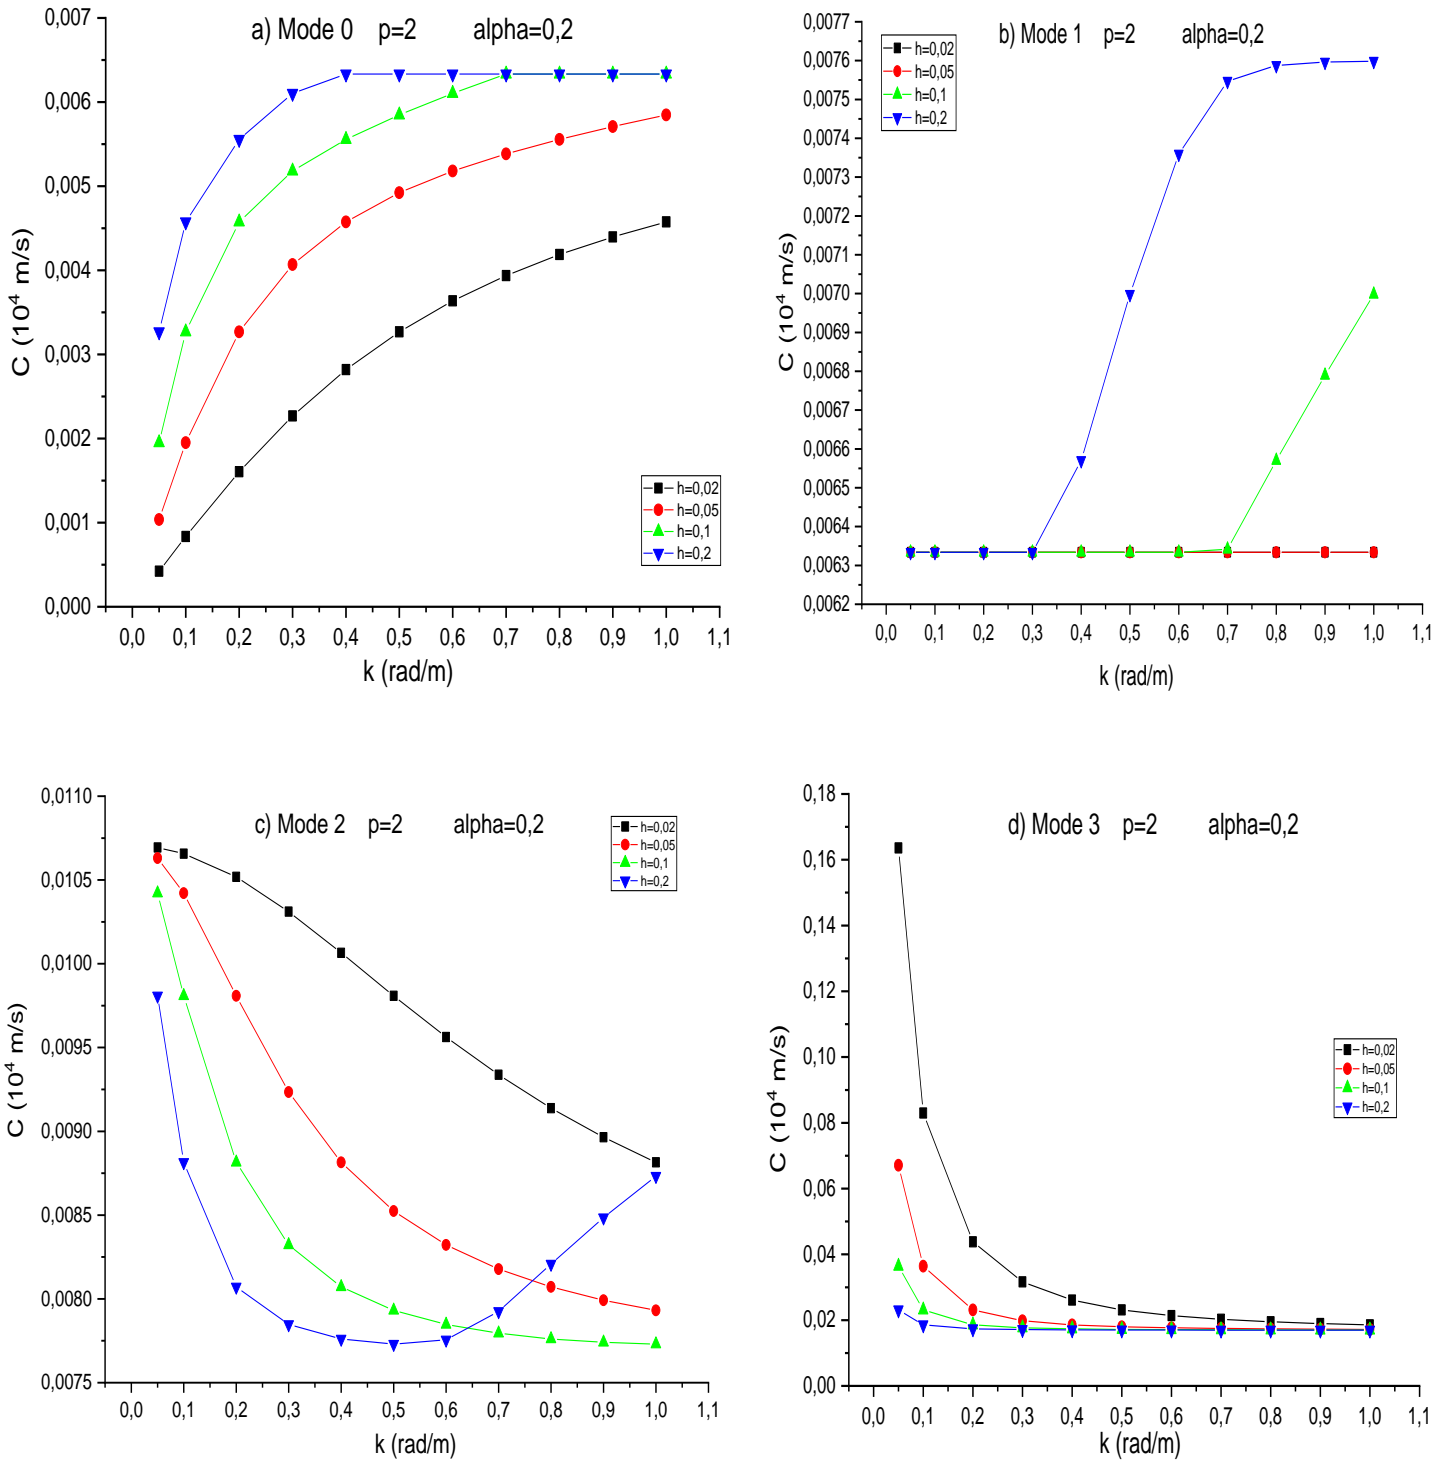 a) Mode 0 p=2 alpha=0,2
0,007
0,006
0,005
0,004
0,003
0,002
0,001
0,000
C (10⁴ m/s)
h=0,02
h=0,05
h=0,1
h=0,2
0,0 0,1 0,2 0,3 0,4 0,5 0,6 0,7 0,8 0,9 1,0 1,1
k (rad/m)
b) Mode 1 p=2 alpha=0,2
0,0077
0,0076
0,0075
0,0074
0,0073
0,0072
0,0071
0,0070
0,0069
0,0068
0,0067
0,0066
0,0065
0,0064
0,0063
0,0062
C (10⁴ m/s)
h=0,02
h=0,05
h=0,1
h=0,2
0,0 0,1 0,2 0,3 0,4 0,5 0,6 0,7 0,8 0,9 1,0 1,1
k (rad/m)
c) Mode 2 p=2 alpha=0,2
0,0110
0,0105
0,0100
0,0095
0,0090
0,0085
0,0080
0,0075
C (10⁴ m/s)
h=0,02
h=0,05
h=0,1
h=0,2
0,0 0,1 0,2 0,3 0,4 0,5 0,6 0,7 0,8 0,9 1,0 1,1
k (rad/m)
d) Mode 3 p=2 alpha=0,2
0,18
0,16
0,14
0,12
0,10
0,08
0,06
0,04
0,02
0,00
C (10⁴ m/s)
h=0,02
h=0,05
h=0,1
h=0,2
0,0 0,1 0,2 0,3 0,4 0,5 0,6 0,7 0,8 0,9 1,0 1,1
k (rad/m)